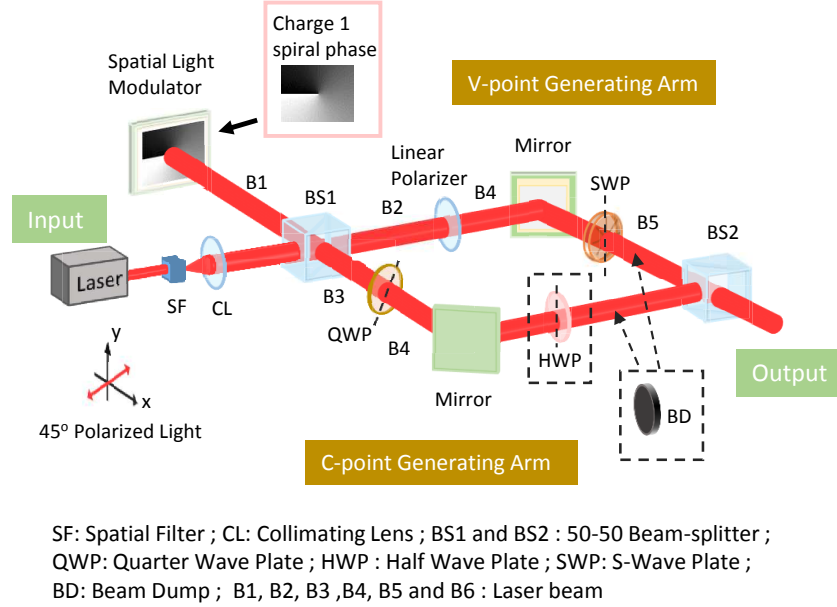 Charge 1
spiral phase
Spatial Light
Modulator
V-point Generating Arm
Linear
Polarizer
Mirror
B1
BS1
B2
B4
SWP
B5
BS2
Input
Laser
SF
CL
B3
QWP
B4
Mirror
HWP
BD
Output
y
x
45° Polarized Light
C-point Generating Arm
SF: Spatial Filter ; CL: Collimating Lens ; BS1 and BS2 : 50-50 Beam-splitter ;
QWP: Quarter Wave Plate ; HWP : Half Wave Plate ; SWP: S-Wave Plate ;
BD: Beam Dump ; B1, B2, B3 ,B4, B5 and B6 : Laser beam